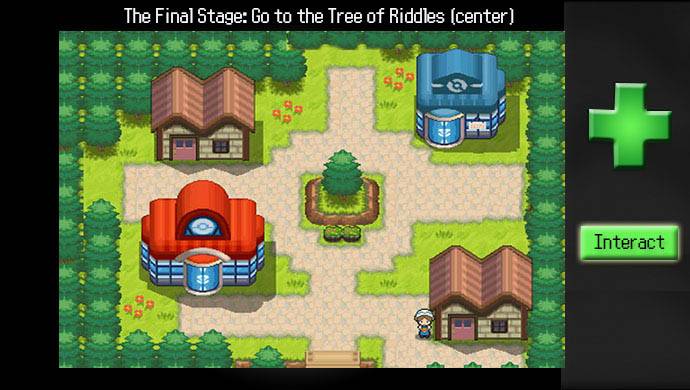 The Final Stage: Go to the Tree of Riddles (center)
Interact